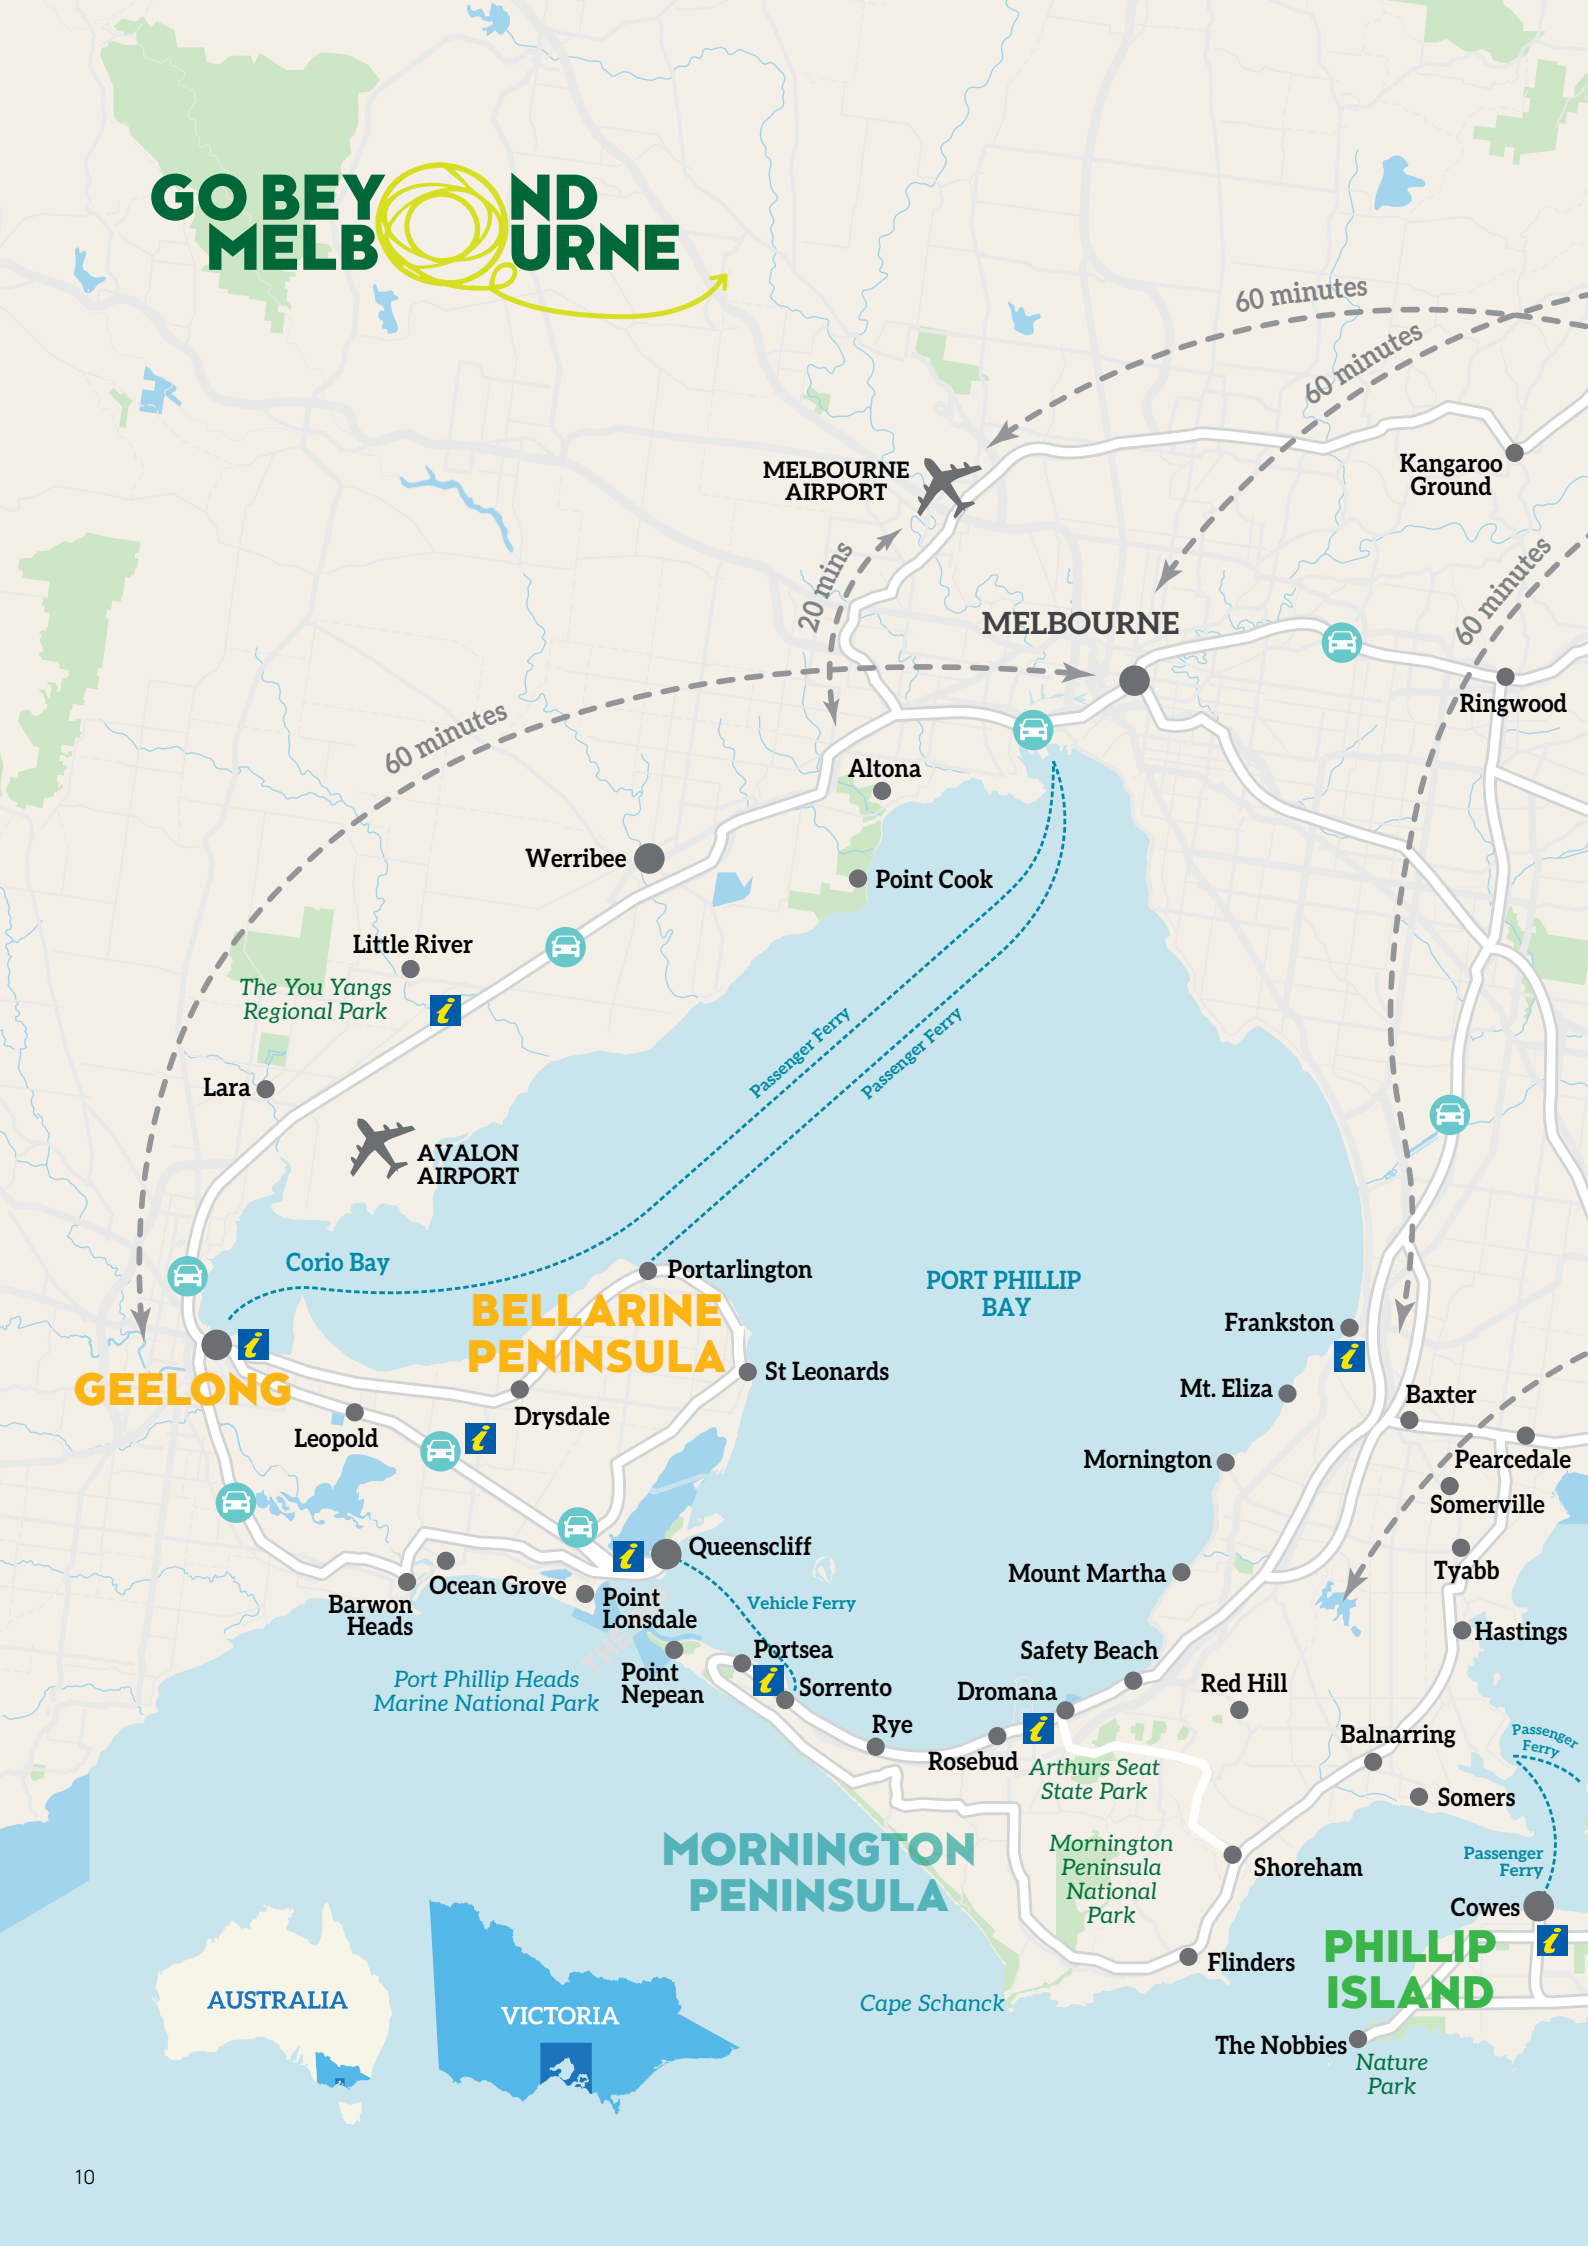 GO BEYOND
MELBOURNE
60 minutes
60 minutes
Kangaroo
Ground
MELBOURNE
AIRPORT
20 mins
60 minutes
MELBOURNE
Ringwood
60 minutes
Altona
Werribee
Point Cook
Little River
The You Yangs
Regional Park
Passenger Ferry
Passenger Ferry
Lara
AVALON
AIRPORT
Corio Bay
Portarlington
PORT PHILLIP
BAY
BELLARINE
PENINSULA
Frankston
St Leonards
GEELONG
Mt. Eliza
Baxter
Drysdale
Leopold
Mornington
Pearcedale
Somerville
Queenscliff
Tyabb
Mount Martha
Ocean Grove
Barwon
Heads
Point
Lonsdale
Vehicle Ferry
THE
Hastings
Portsea
Safety Beach
Port Phillip Heads
Marine National Park
Point
Nepean
Sorrento
Dromana
Red Hill
Rye
Rosebud
Balnarring
Passenger
Ferry
Arthurs Seat
State Park
Somers
MORNINGTON
PENINSULA
Mornington
Peninsula
National
Park
Shoreham
Passenger
Ferry
Cowes
PHILLIP
ISLAND
Flinders
Cape Schanck
AUSTRALIA
VICTORIA
The Nobbies
Nature
Park
10